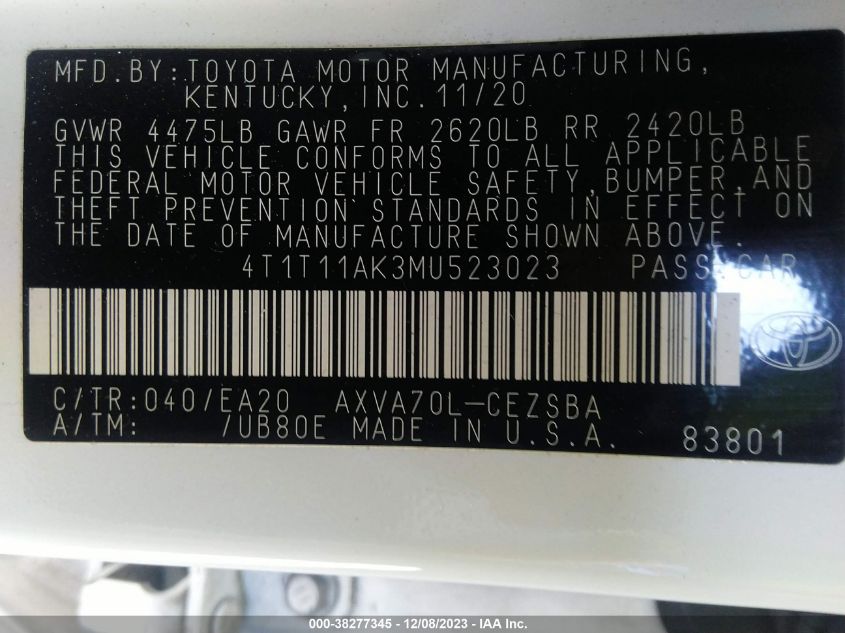 MFD.BY:TOYOTA MOTOR MANUFACTURING,
KENTUCKY,INC.11/20
GVWR 4475LB GAWR FR 2620LB RR 2420LB
THIS VEHICLE CONFORMS TO ALL APPLICABLE
FEDERAL MOTOR VEHICLE SAFETY,BUMPER,AND
THEFT PREVENTION STANDARDS IN EFFECT ON
THE DATE OF MANUFACTURE SHOWN ABOVE.
4T1T11AK3MU523023 PASS.CAR
C/TR:040/EA20 AXVA70L-CEZSBA
A/TM: /UB80E MADE IN U.S.A. 83801
000-38277345 - 12/08/2023 - IAA Inc.